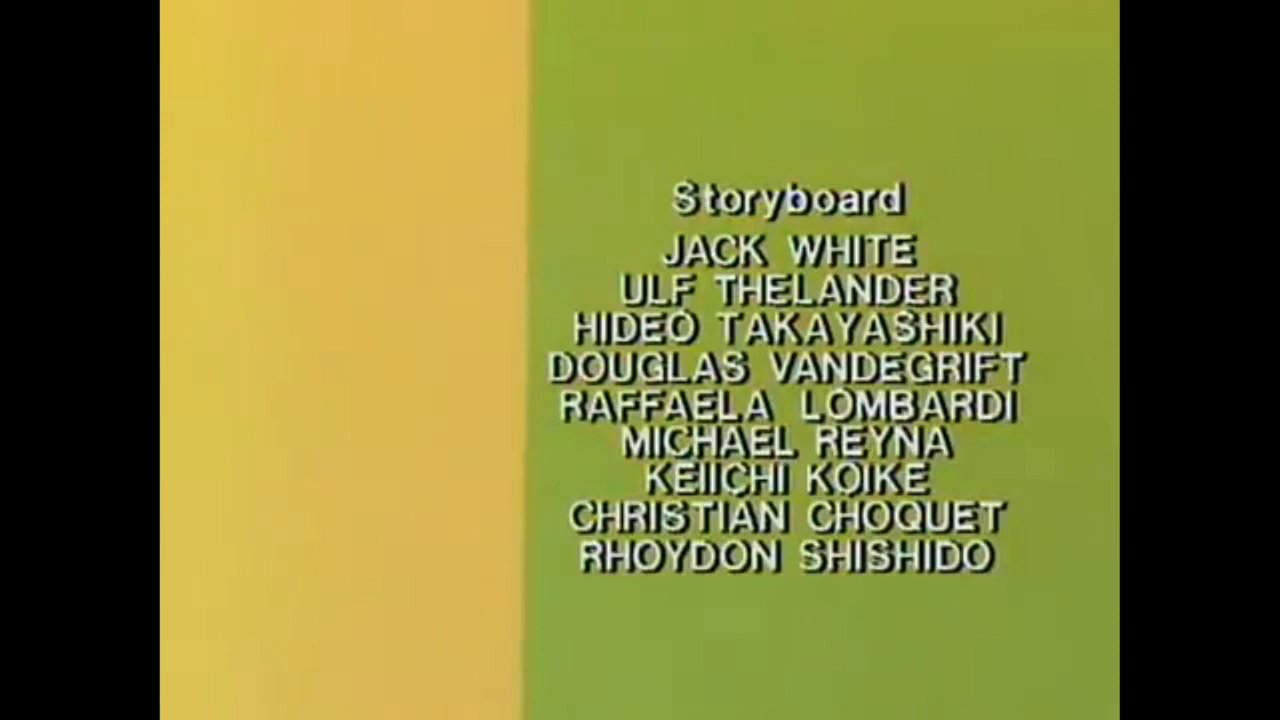 Storyboard
JACK WHITE
ULF THELANDER
HIDEO TAKAYASHIKI
DOUGLAS VANDEGRIFT
RAFFAELA LOMBARDI
MICHAEL REYNA
KEIICHI KOIKE
CHRISTIAN CHOQUET
RHOYDON SHISHIDO